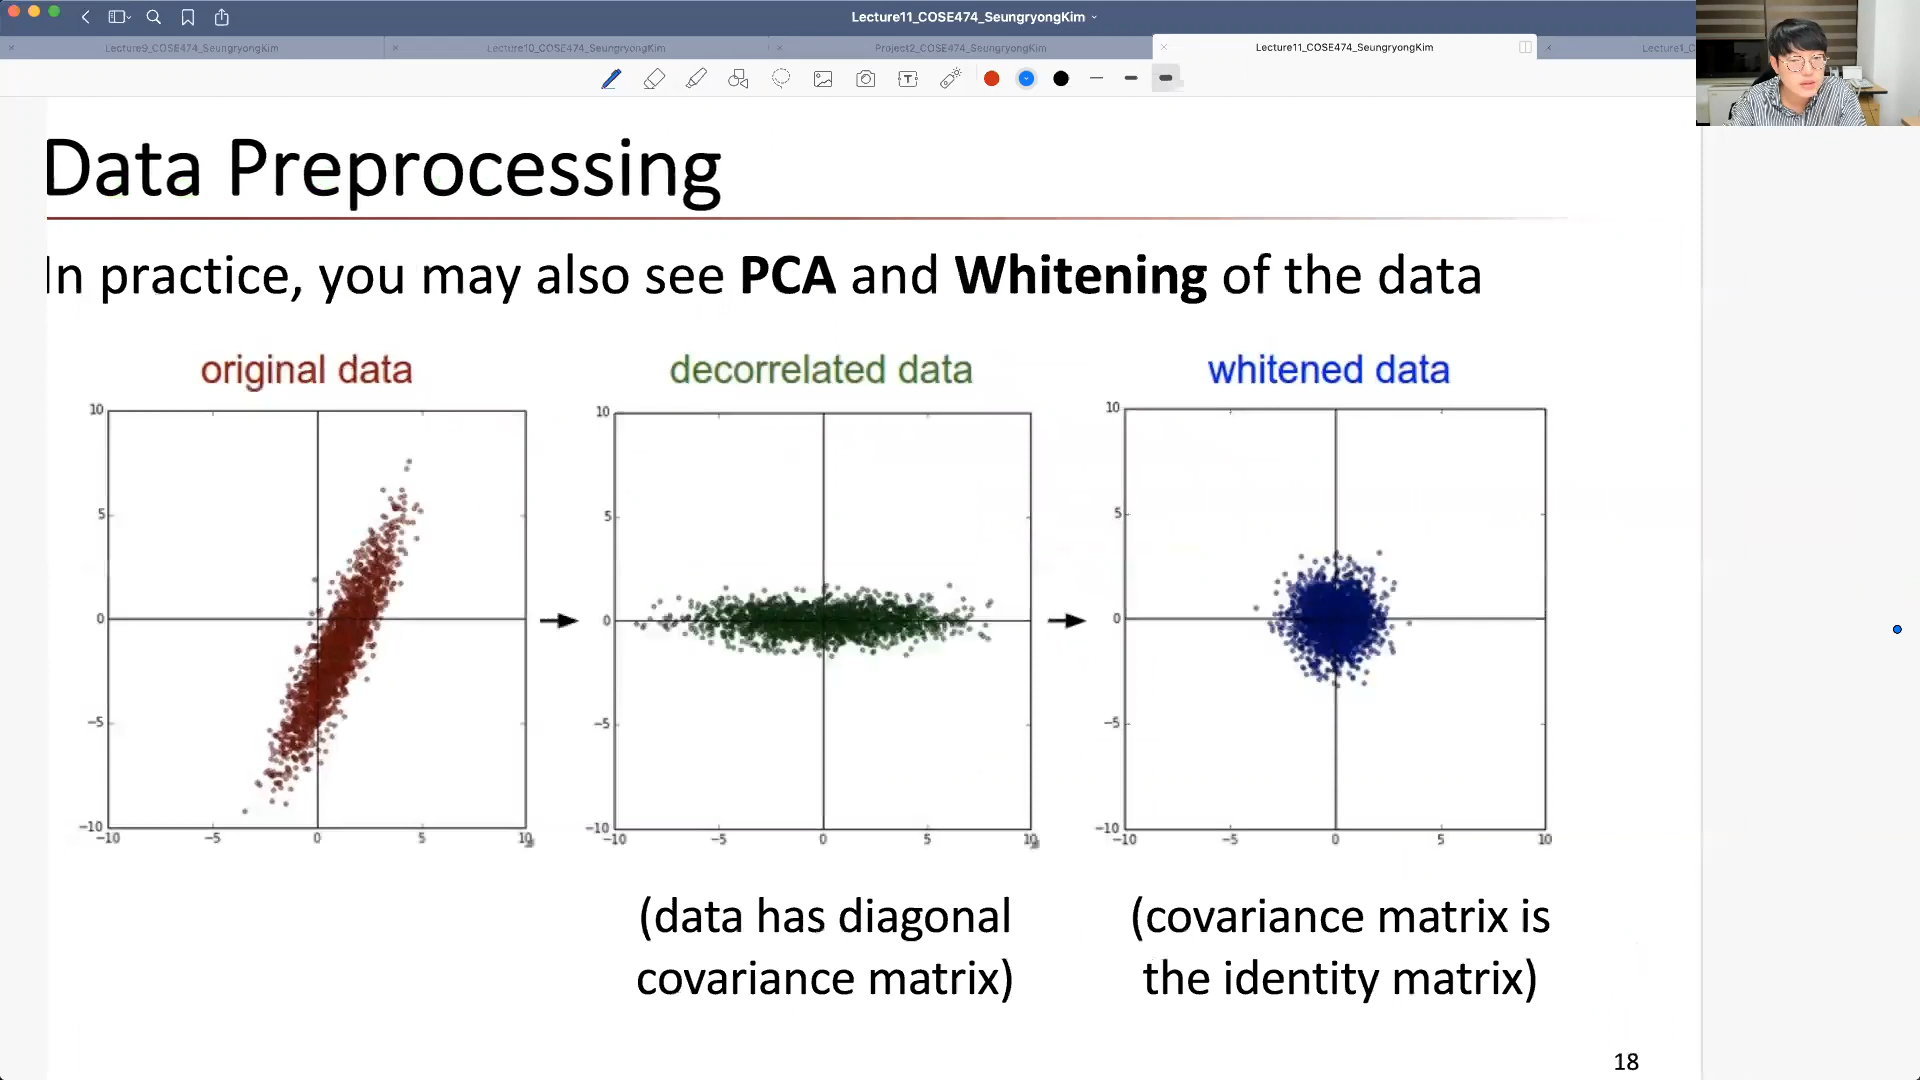 Lecture11_COSE474_SeungryongKim
Lecture9_COSE474_SeungryongKim
Lecture10_COSE474_SeungryongKim
Project2_COSE474_SeungryongKim
Lecture11_COSE474_SeungryongKim
Lecture1_C
Data Preprocessing
In practice, you may also see PCA and Whitening of the data
original data
decorrelated data
whitened data
10
5
0
−5
−10
−10 −5 0 5 10
10
5
0
−5
−10
−10 −5 0 5 10
10
5
0
−5
−10
−10 −5 0 5 10
(data has diagonal
covariance matrix)
(covariance matrix is
the identity matrix)
18